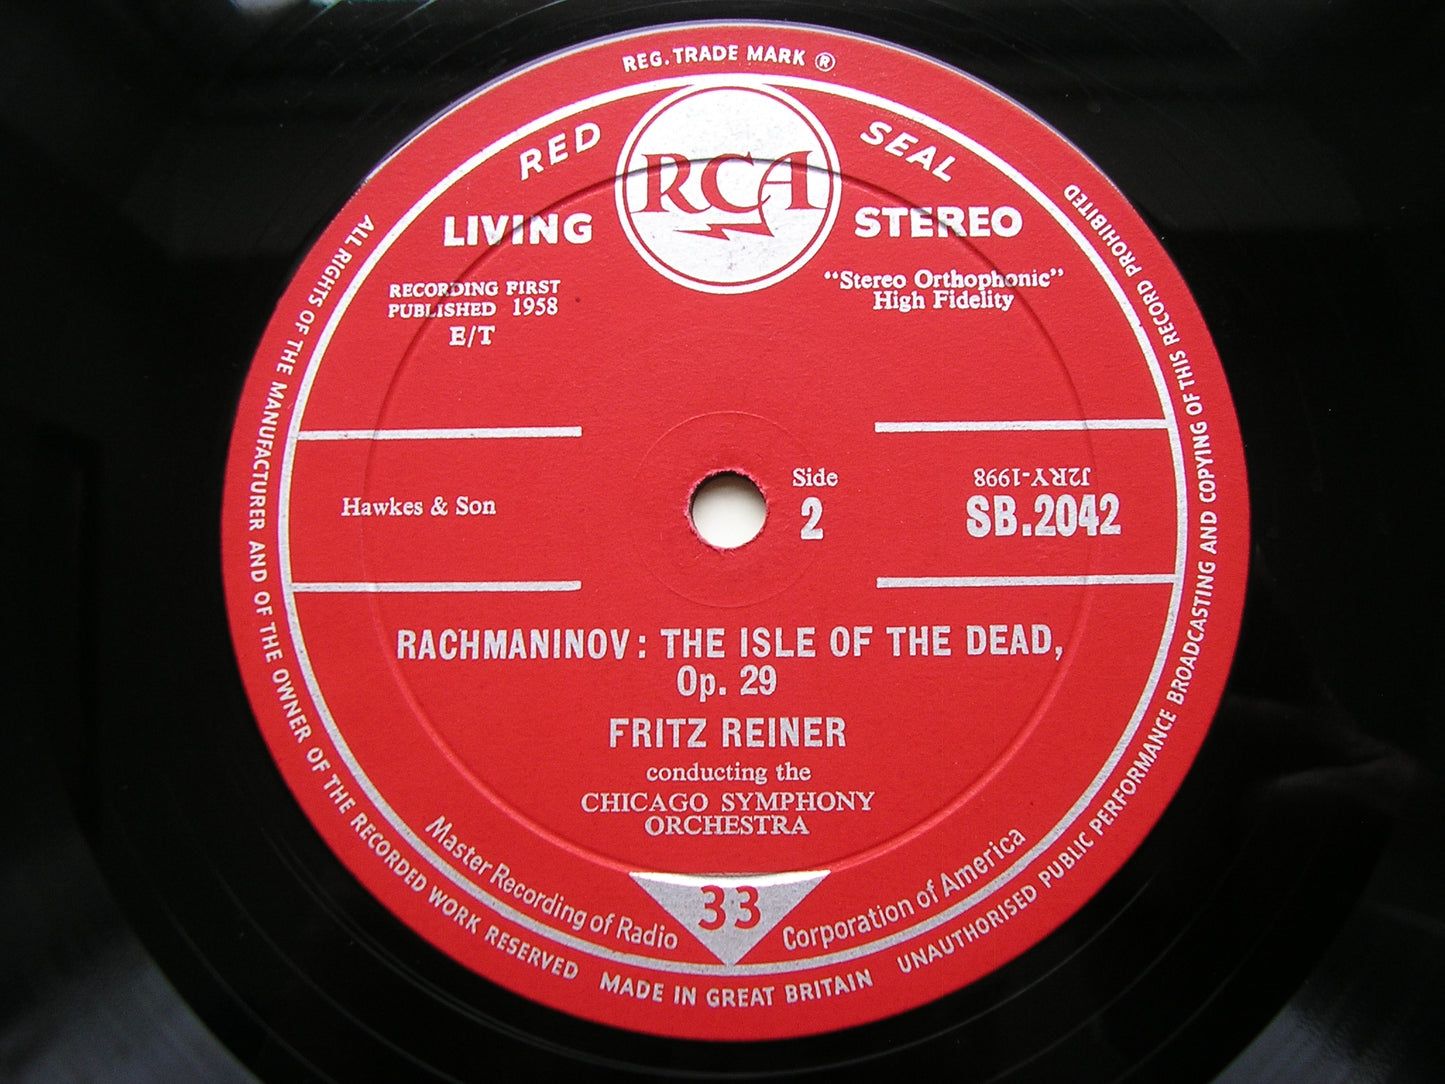 REG. TRADE MARK ®
RED SEAL
RCA
LIVING STEREO
RECORDING FIRST
PUBLISHED 1958
E/T
"Stereo Orthophonic"
High Fidelity
Hawkes & Son
Side
2
J2RY-1998
SB.2042
RACHMANINOV: THE ISLE OF THE DEAD,
Op. 29
FRITZ REINER
conducting the
CHICAGO SYMPHONY
ORCHESTRA
33
Master Recording of Radio Corporation of America
ALL RIGHTS OF THE MANUFACTURER AND OF THE OWNER OF THE RECORDED WORK RESERVED
MADE IN GREAT BRITAIN
UNAUTHORISED PUBLIC PERFORMANCE BROADCASTING AND COPYING OF THIS RECORD PROHIBITED